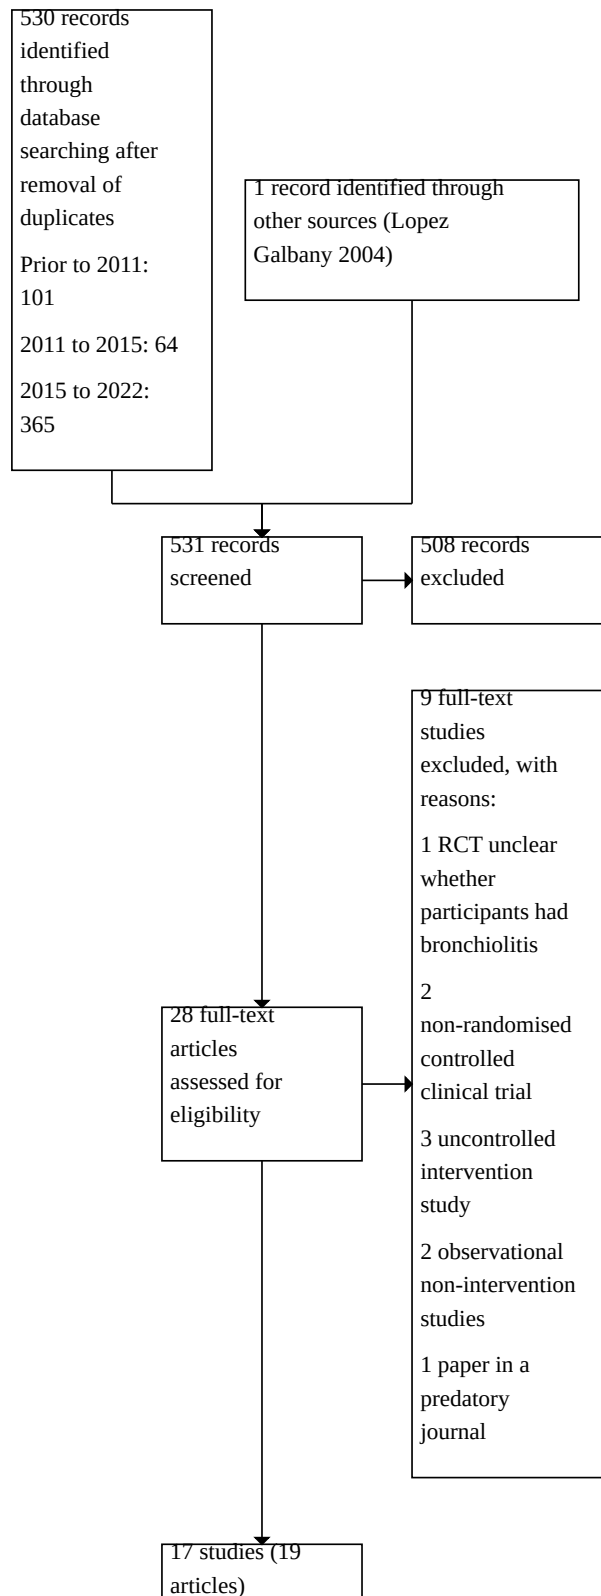 530 records
identified
through
database
searching after
removal of
duplicates
Prior to 2011:
101
2011 to 2015: 64
2015 to 2022:
365
1 record identified through
other sources (Lopez
Galbany 2004)
531 records
screened
508 records
excluded
9 full-text
studies
excluded, with
reasons:
1 RCT unclear
whether
participants had
bronchiolitis
2
non-randomised
controlled
clinical trial
3 uncontrolled
intervention
study
2 observational
non-intervention
studies
1 paper in a
predatory
journal
28 full-text
articles
assessed for
eligibility
17 studies (19
articles)